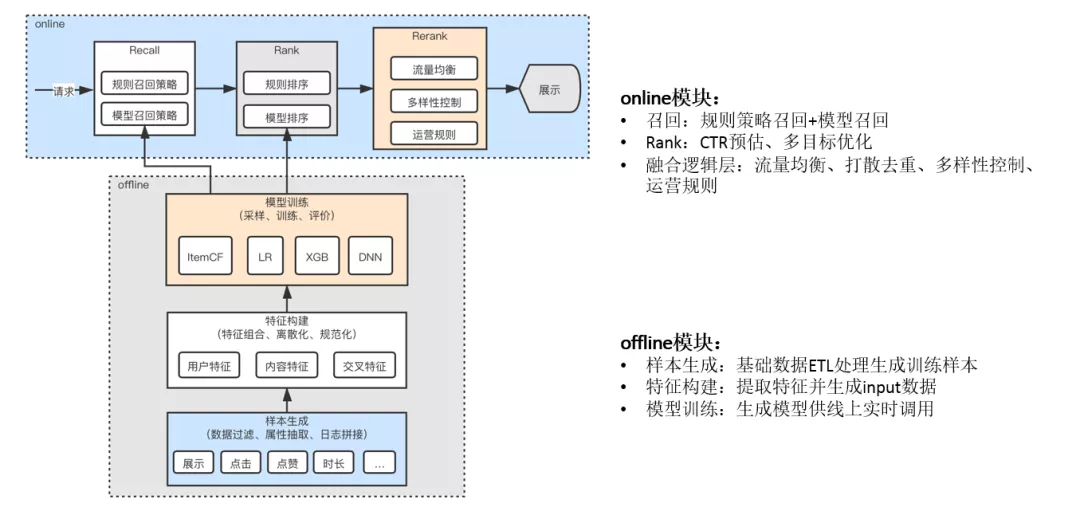 online
Recall
Rank
Rerank
请求
规则召回策略
模型召回策略
规则排序
模型排序
流量均衡
多样性控制
运营规则
展示
offline
模型训练
（采样、训练、评价）
ItemCF
LR
XGB
DNN
特征构建
（特征组合、离散化、规范化）
用户特征
内容特征
交叉特征
样本生成
（数据过滤、属性抽取、日志拼接）
展示
点击
点赞
时长
...
online模块：
• 召回：规则策略召回+模型召回
• Rank：CTR预估、多目标优化
• 融合逻辑层：流量均衡、打散去重、多样性控制、
运营规则
offline模块：
• 样本生成：基础数据ETL处理生成训练样本
• 特征构建：提取特征并生成input数据
• 模型训练：生成模型供线上实时调用